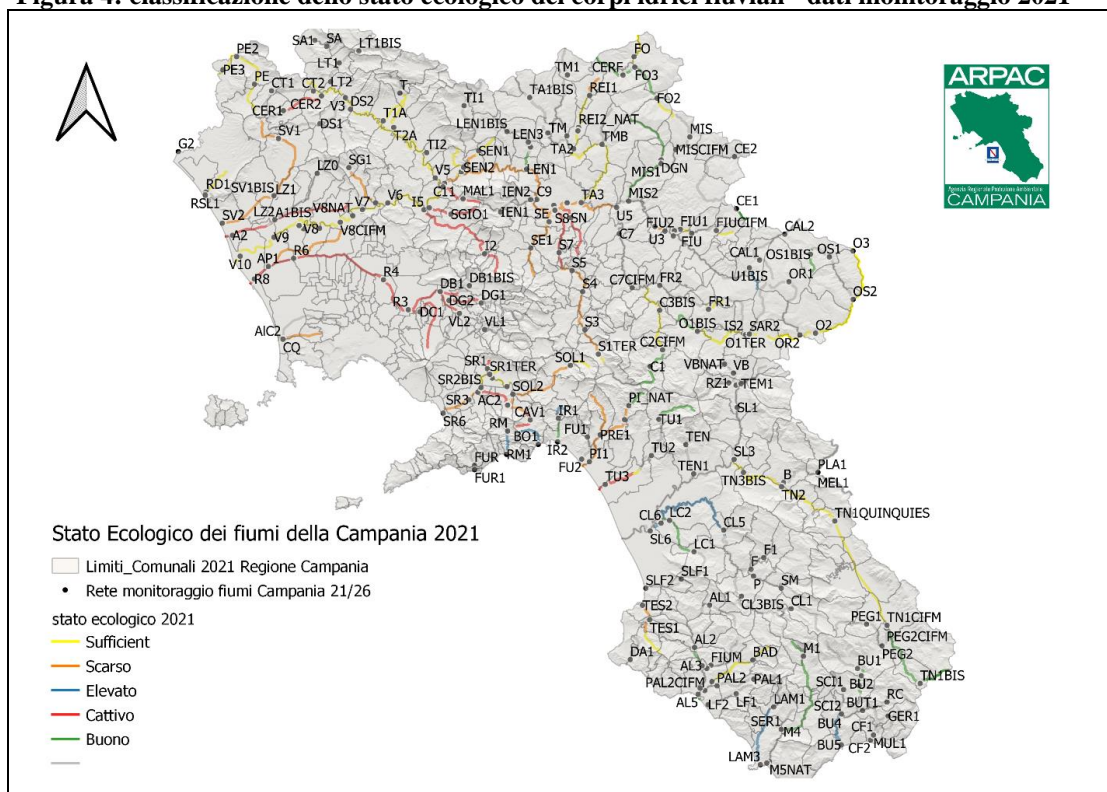 Figura 4: classificazione dello stato ecologico dei corpi idrici fluviali - dati monitoraggio 2021
SA1 SA LT1BIS
PE2 LT1 TM1 CERF FO
PE3 PE CT1 CT2 LT2 T TA1BIS FO3
CER1 CER2 V3 DS2 TI1 REI1 FO2
SV1 DS1 T1A T2A LEN1BIS LEN3 TM REI2_NAT TMB MIS
G2 TI2 SEN1 TA2 MISCIFM CE2
LZ0 SG1 V5 SEN2 LEN1 MIS1 DGN
RD1 SV1BIS LZ1 C11 MAL1 IEN2 C9 TA3 MIS2
RSL1 SV2 LZ2 A1BIS V8NAT V7 V6 I5 SGIO1 IEN1 SE S8 SN U5 CE1
A2 V9 V8 V8CIFM C7 FIU2 U3 FIU1 FIU FIUCIFM CAL2
V10 AP1 R6 I2 SE1 S7 S5 CAL1 OS1BIS OS1 O3
R8 R4 DB1 DB1BIS S4 C7CIFM FR2 U1BIS OR1
R3 DC1 DG2 DG1 C3BIS FR1 OS2
AIC2 VL2 VL1 S3 O1BIS IS2 SAR2 O2
CQ S1TER C2CIFM O1TER OR2
SR1 SR1TER SOL1 C1 VBNAT VB
SR2BIS SOL2 RZ1 TEM1
SR3 AC2 PI_NAT SL1
SR6 CAV1 IR1 TU1
RM BO1 FU1 PRE1 TEN
FUR RM1 IR2 FU2 PI1 TU2 SL3
FUR1 TU3 TEN1 TN3BIS B PLA1
MEL1
TN2
CL6 LC2 CL5 TN1QUINQUIES
SL6 LC1 F1
F
SLF1 P SM
SLF2 AL1 CL3BIS CL1
TES2 TES1 PEG1 TN1CIFM
AL2 PEG2CIFM
DA1 FIUM BAD M1 PEG2
AL3 BU1
PAL2CIFM PAL2 PAL1 SCI1 BU2 TN1BIS
AL5 LF2 LF1 LAM1 SCI2 BUT1 RC
SER1 M4 BU4 GER1
CF1
BU5 CF2 MUL1
LAM3 M5NAT
ARPAC
Agenzia Regionale Protezione Ambientale
CAMPANIA
Stato Ecologico dei fiumi della Campania 2021
Limiti_Comunali 2021 Regione Campania
Rete monitoraggio fiumi Campania 21/26
stato ecologico 2021
Sufficient
Scarso
Elevato
Cattivo
Buono